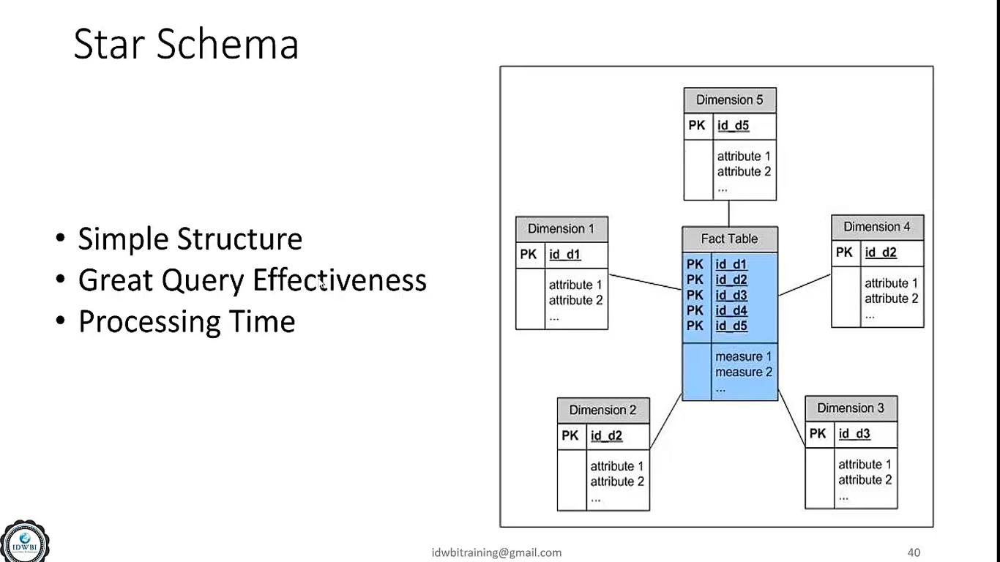 Star Schema
• Simple Structure
• Great Query Effectiveness
• Processing Time
Dimension 5
PK id_d5
attribute 1
attribute 2
...
Dimension 1
PK id_d1
attribute 1
attribute 2
...
Fact Table
PK id_d1
PK id_d2
PK id_d3
PK id_d4
PK id_d5
measure 1
measure 2
...
Dimension 4
PK id_d2
attribute 1
attribute 2
...
Dimension 2
PK id_d2
attribute 1
attribute 2
...
Dimension 3
PK id_d3
attribute 1
attribute 2
...
IDWBI
idwbitraining@gmail.com
40